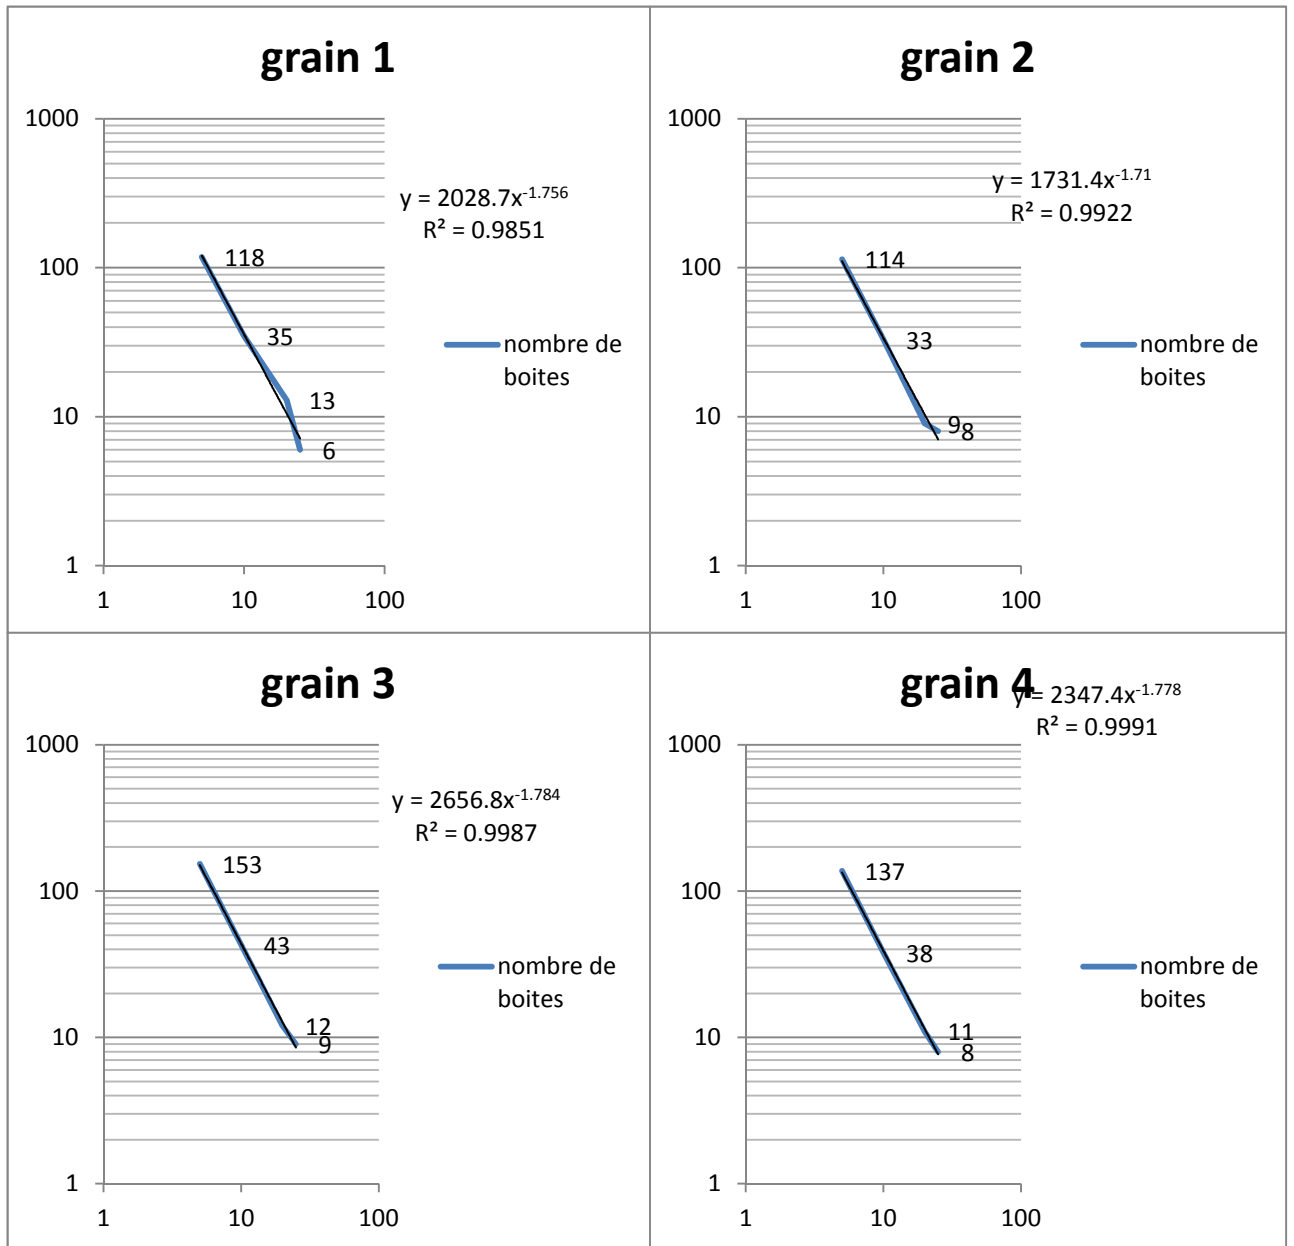 grain 1
1000
100
10
1
1
10
100
y = 2028.7x^-1.756
R² = 0.9851
118
35
13
6
nombre de
boites
grain 2
1000
100
10
1
1
10
100
y = 1731.4x^-1.71
R² = 0.9922
114
33
9
8
nombre de
boites
grain 3
1000
100
10
1
1
10
100
y = 2656.8x^-1.784
R² = 0.9987
153
43
12
9
nombre de
boites
grain 4
1000
100
10
1
1
10
100
y = 2347.4x^-1.778
R² = 0.9991
137
38
11
8
nombre de
boites